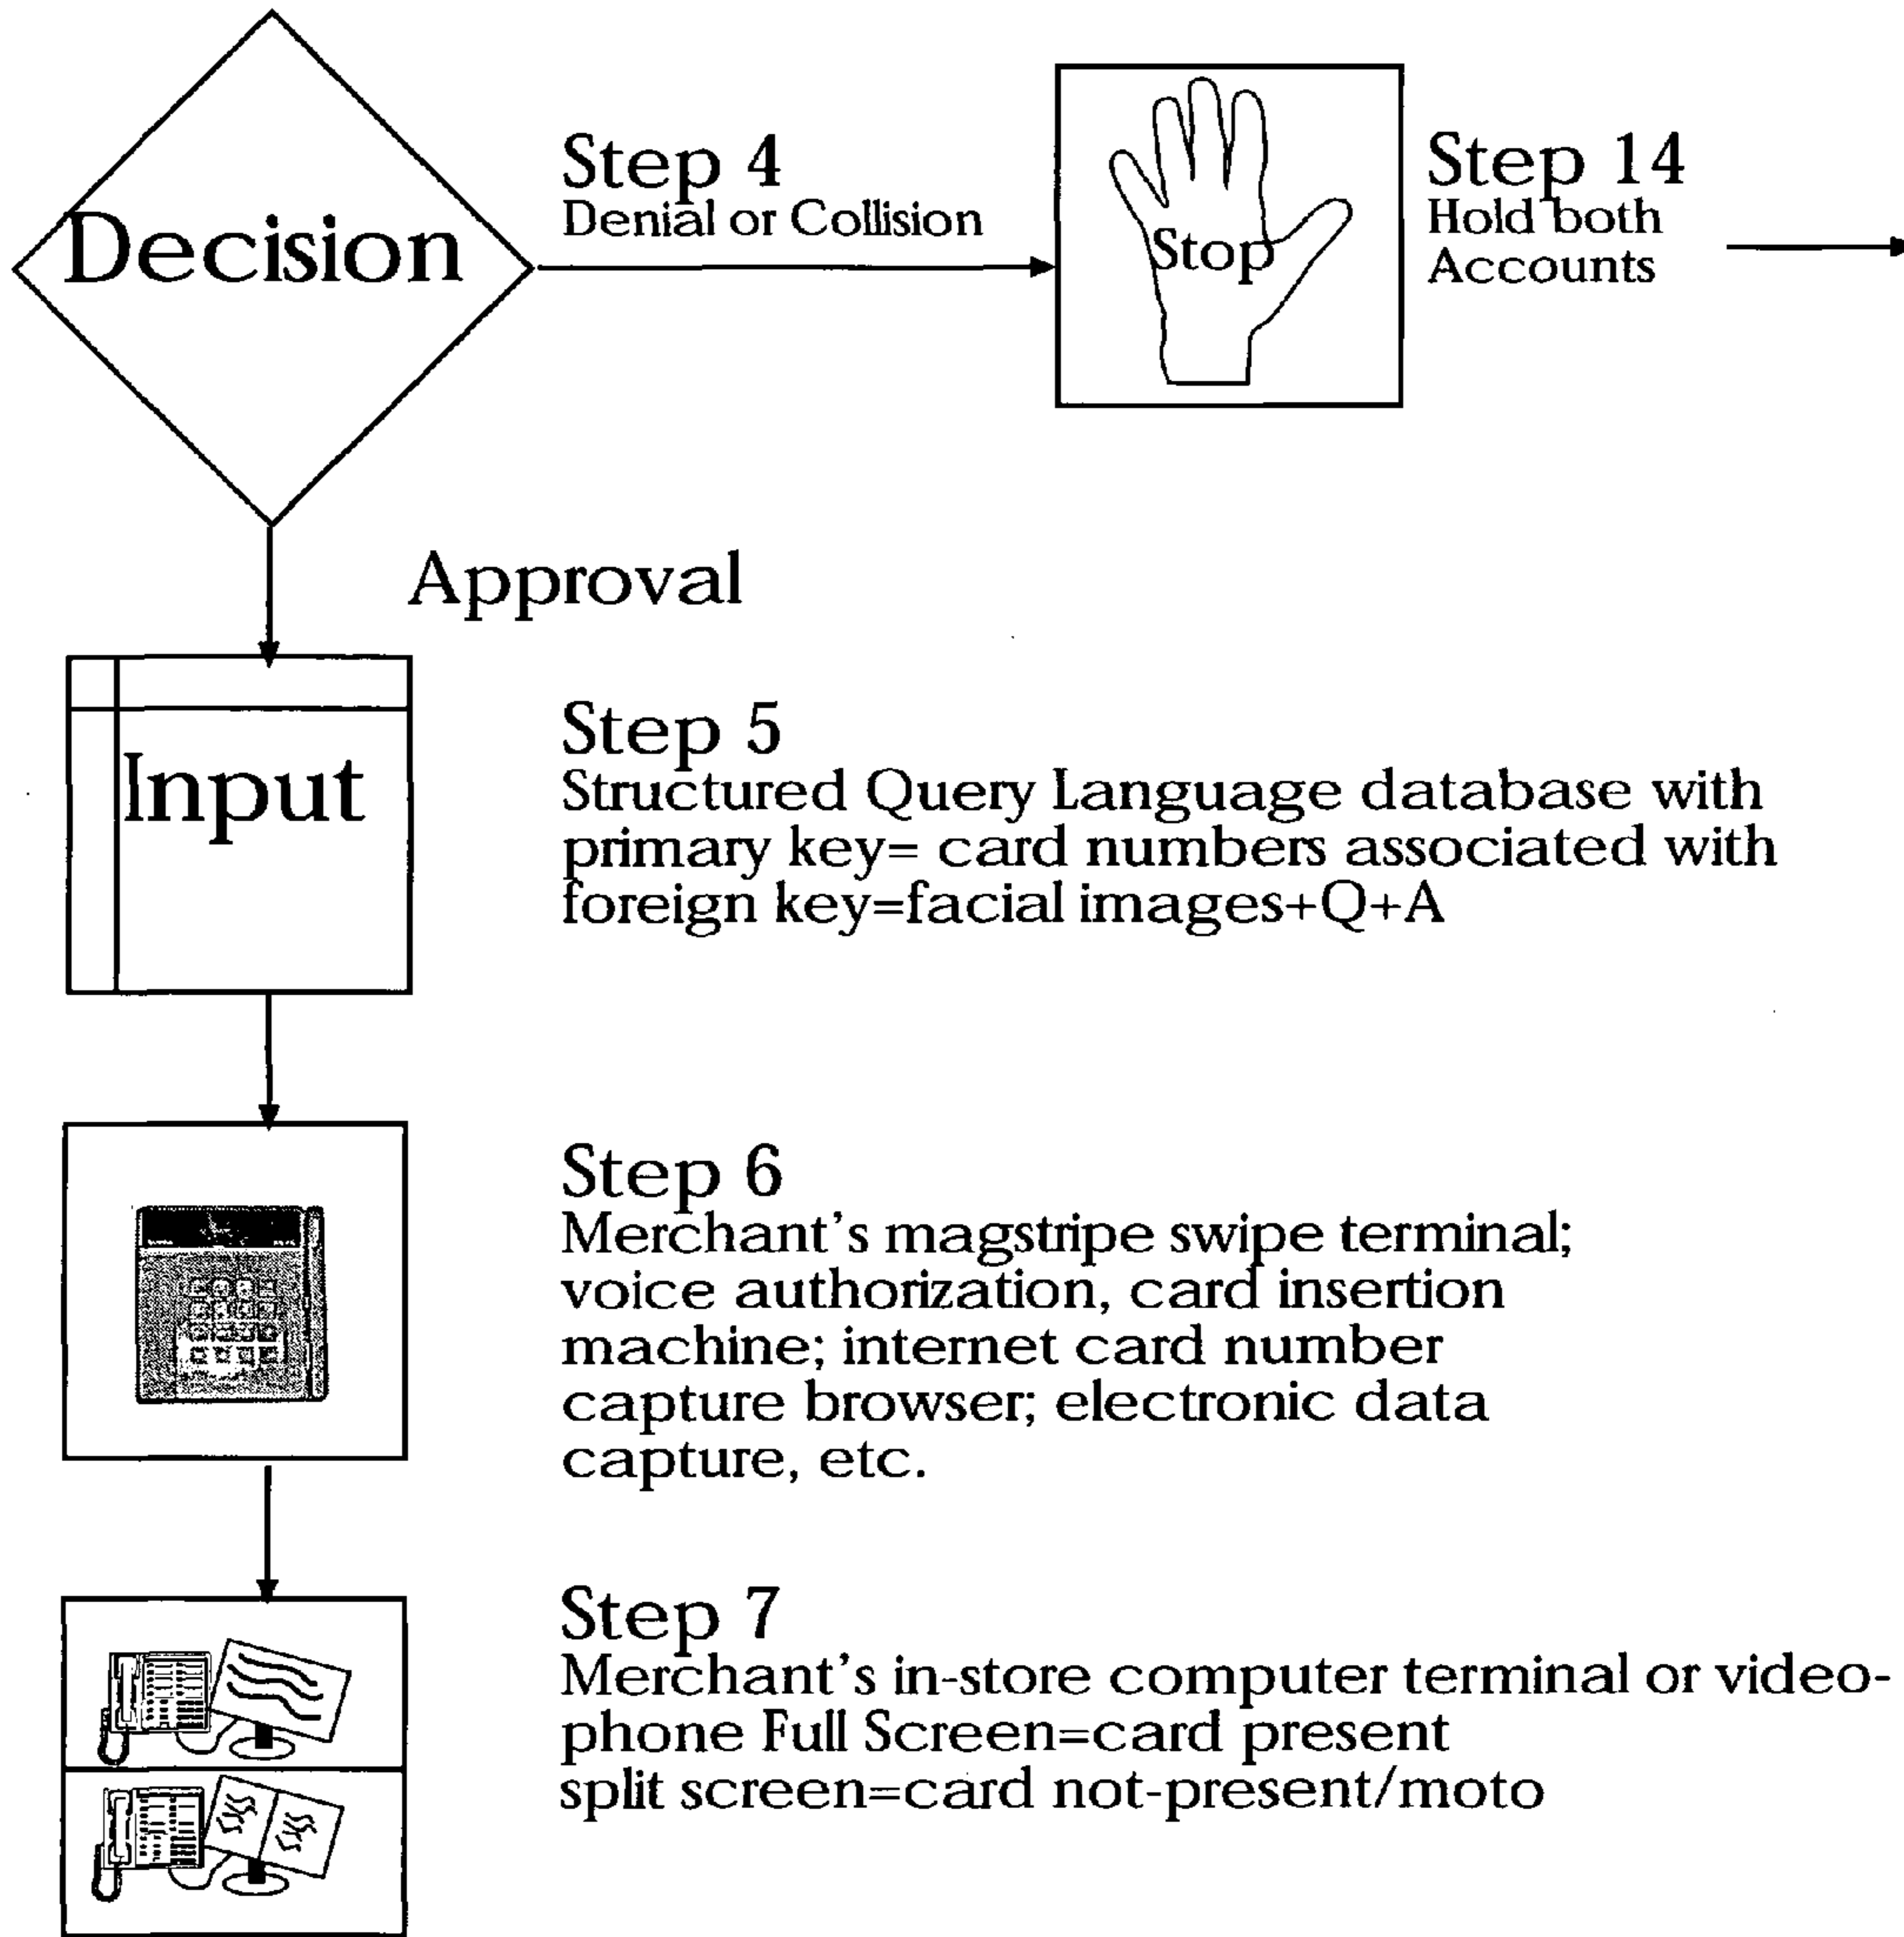 Decision
Step 4
Denial or Collision
Stop
Step 14
Hold both
Accounts
Approval
Input
Step 5
Structured Query Language database with
primary key= card numbers associated with
foreign key=facial images+Q+A
Step 6
Merchant's magstripe swipe terminal;
voice authorization, card insertion
machine; internet card number
capture browser; electronic data
capture, etc.
Step 7
Merchant's in-store computer terminal or video-
phone Full Screen=card present
split screen=card not-present/moto